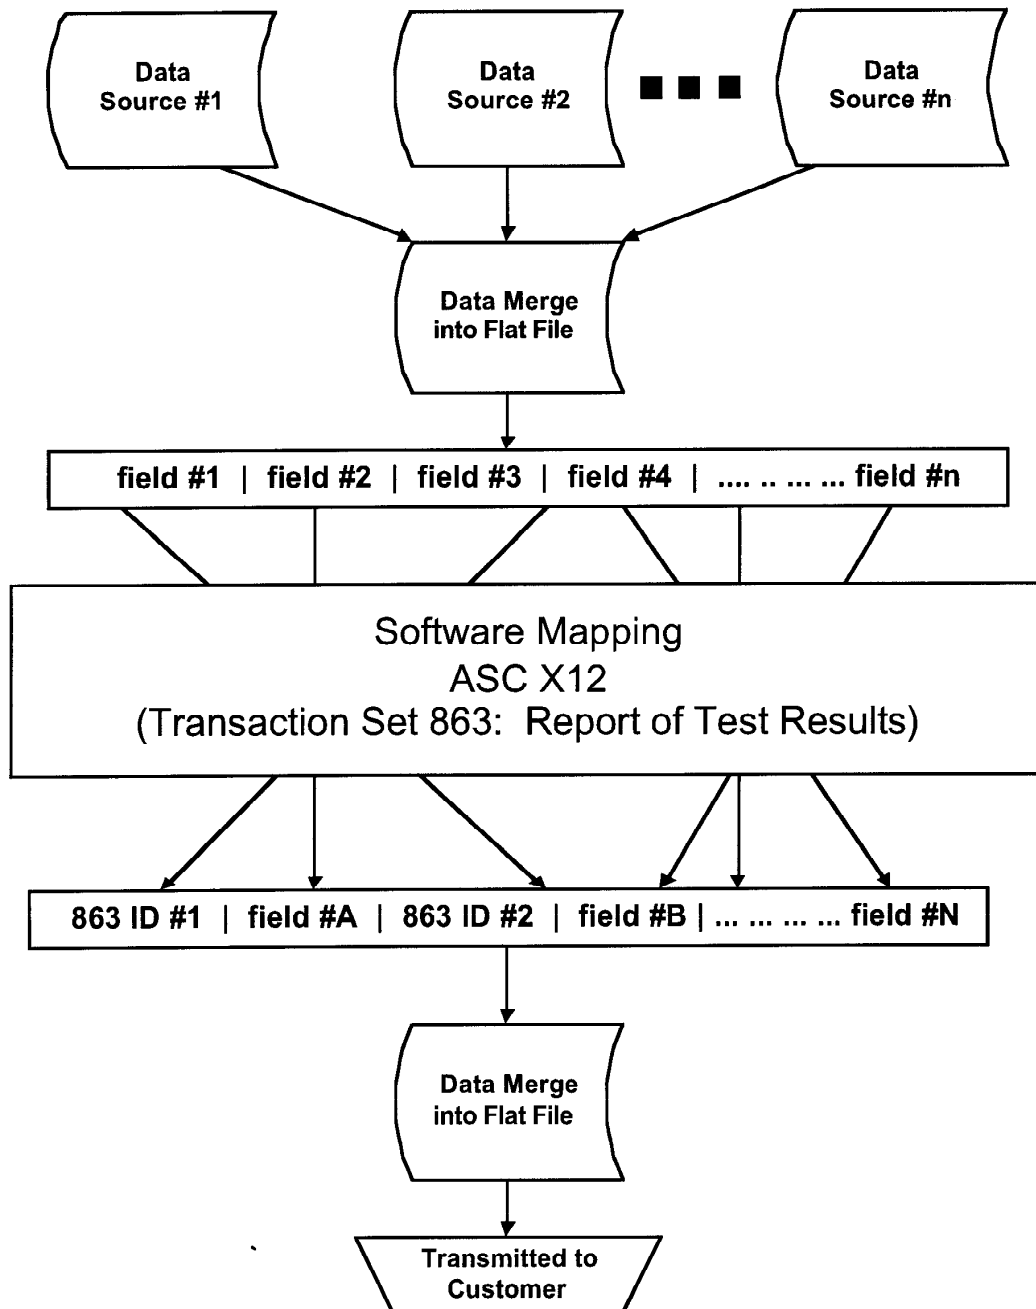 Data
Source #1
Data
Source #2
Data
Source #n
Data Merge
into Flat File
field #1 | field #2 | field #3 | field #4 | .... .. ... ... field #n
Software Mapping
ASC X12
(Transaction Set 863: Report of Test Results)
863 ID #1 | field #A | 863 ID #2 | field #B | ... ... ... ... field #N
Data Merge
into Flat File
Transmitted to
Customer